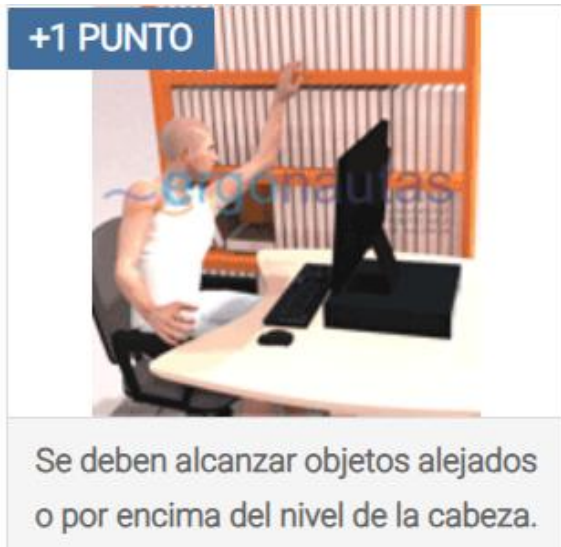 +1 PUNTO
ergonautas
Se deben alcanzar objetos alejados
o por encima del nivel de la cabeza.